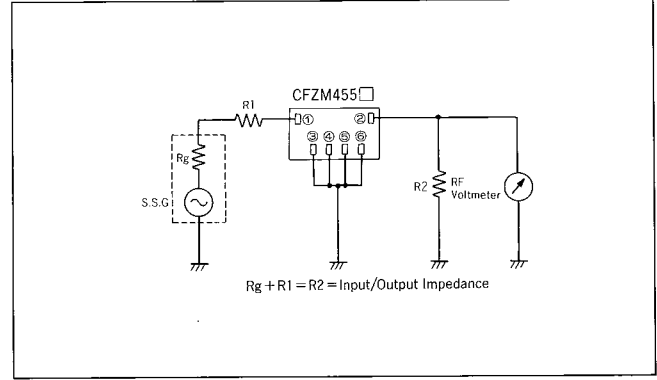 CFZM455□
R1
① ②
③ ④ ⑤ ⑥
Rg
S.S.G
R2
RF
Voltmeter
Rg + R1 = R2 = Input/Output Impedance